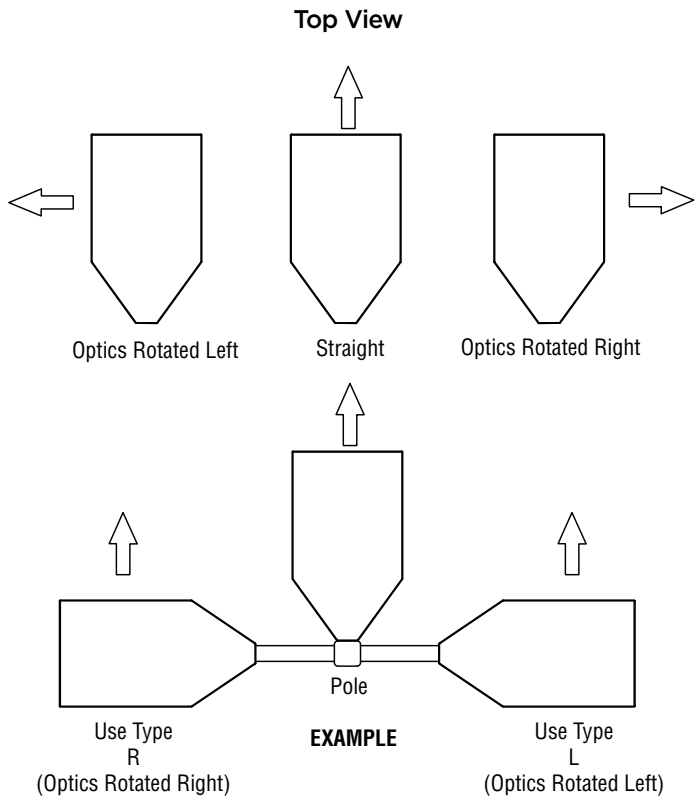 Top View
Optics Rotated Left
Straight
Optics Rotated Right
Pole
Use Type
R
(Optics Rotated Right)
EXAMPLE
Use Type
L
(Optics Rotated Left)